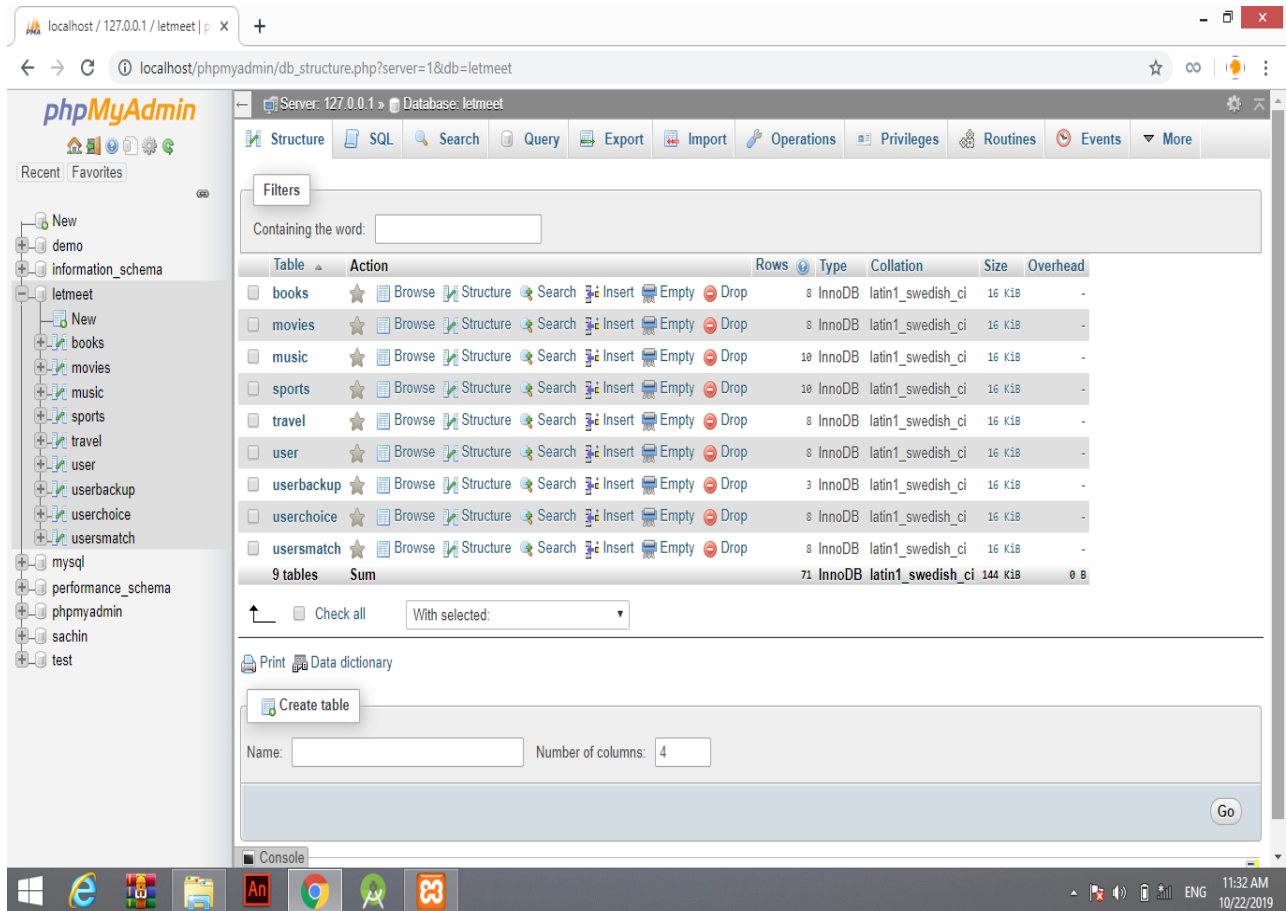 localhost / 127.0.0.1 / letmeet | p
localhost/phpmyadmin/db_structure.php?server=1&db=letmeet
phpMyAdmin
Recent Favorites
New
demo
information_schema
letmeet
New
books
movies
music
sports
travel
user
userbackup
userchoice
usersmatch
mysql
performance_schema
phpmyadmin
sachin
test
Server: 127.0.0.1 » Database: letmeet
Structure SQL Search Query Export Import Operations Privileges Routines Events More
Filters
Containing the word:
Table Action Rows Type Collation Size Overhead
books Browse Structure Search Insert Empty Drop 8 InnoDB latin1_swedish_ci 16 KiB -
movies Browse Structure Search Insert Empty Drop 8 InnoDB latin1_swedish_ci 16 KiB -
music Browse Structure Search Insert Empty Drop 10 InnoDB latin1_swedish_ci 16 KiB -
sports Browse Structure Search Insert Empty Drop 10 InnoDB latin1_swedish_ci 16 KiB -
travel Browse Structure Search Insert Empty Drop 8 InnoDB latin1_swedish_ci 16 KiB -
user Browse Structure Search Insert Empty Drop 8 InnoDB latin1_swedish_ci 16 KiB -
userbackup Browse Structure Search Insert Empty Drop 3 InnoDB latin1_swedish_ci 16 KiB -
userchoice Browse Structure Search Insert Empty Drop 8 InnoDB latin1_swedish_ci 16 KiB -
usersmatch Browse Structure Search Insert Empty Drop 8 InnoDB latin1_swedish_ci 16 KiB -
9 tables Sum 71 InnoDB latin1_swedish_ci 144 KiB 0 B
Check all With selected:
Print Data dictionary
Create table
Name: Number of columns: 4
Go
Console
An
ENG
11:32 AM
10/22/2019